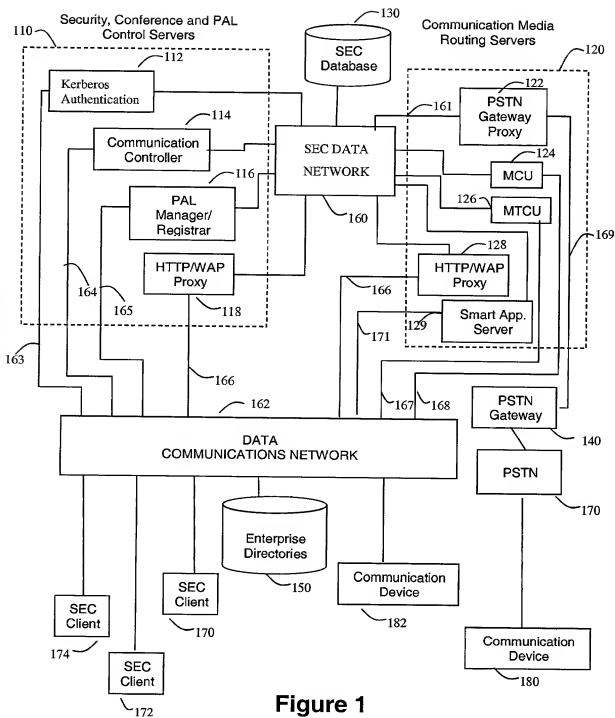 Security, Conference and PAL
Control Servers
110
112
Kerberos
Authentication
114
Communication
Controller
116
PAL
Manager/
Registrar
HTTP/WAP
Proxy
118
130
SEC
Database
SEC DATA
NETWORK
160
Communication Media
Routing Servers
120
161
122
PSTN
Gateway
Proxy
124
MCU
126
MTCU
128
HTTP/WAP
Proxy
166
129
Smart App.
Server
171
169
163
164
165
166
167
168
162
DATA
COMMUNICATIONS NETWORK
PSTN
Gateway
140
PSTN
170
SEC
Client
174
SEC
Client
172
SEC
Client
170
Enterprise
Directories
150
Communication
Device
182
Communication
Device
180
Figure 1